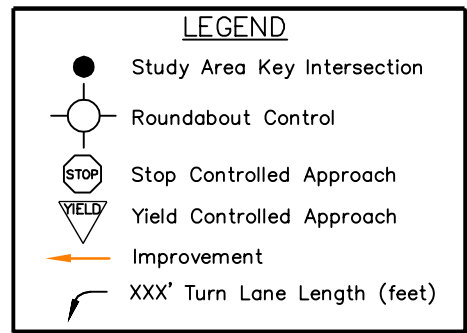 LEGEND
Study Area Key Intersection
Roundabout Control
STOP Stop Controlled Approach
YIELD Yield Controlled Approach
Improvement
XXX' Turn Lane Length (feet)